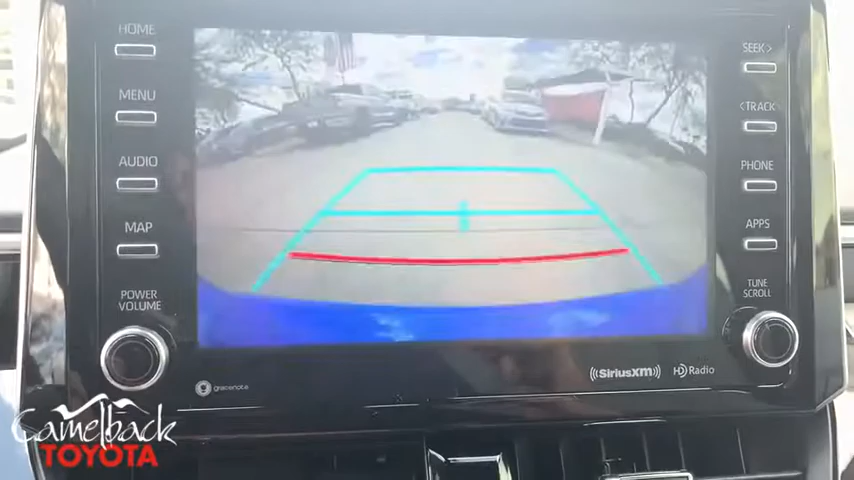 HOME
MENU
AUDIO
MAP
POWER
VOLUME
SEEK >
< TRACK
PHONE
APPS
TUNE
SCROLL
gracenote
((SiriusXM))
HD Radio
Camelback
TOYOTA